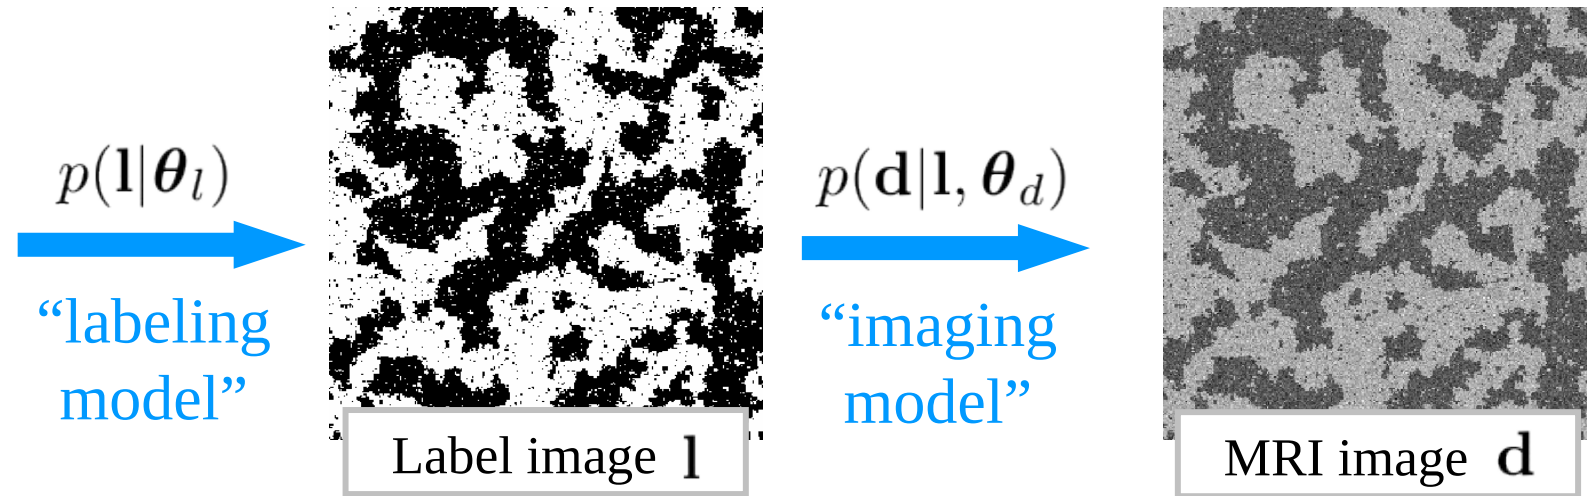 p(l|θ_l)
“labeling
model”
Label image l
p(d|l, θ_d)
“imaging
model”
MRI image d